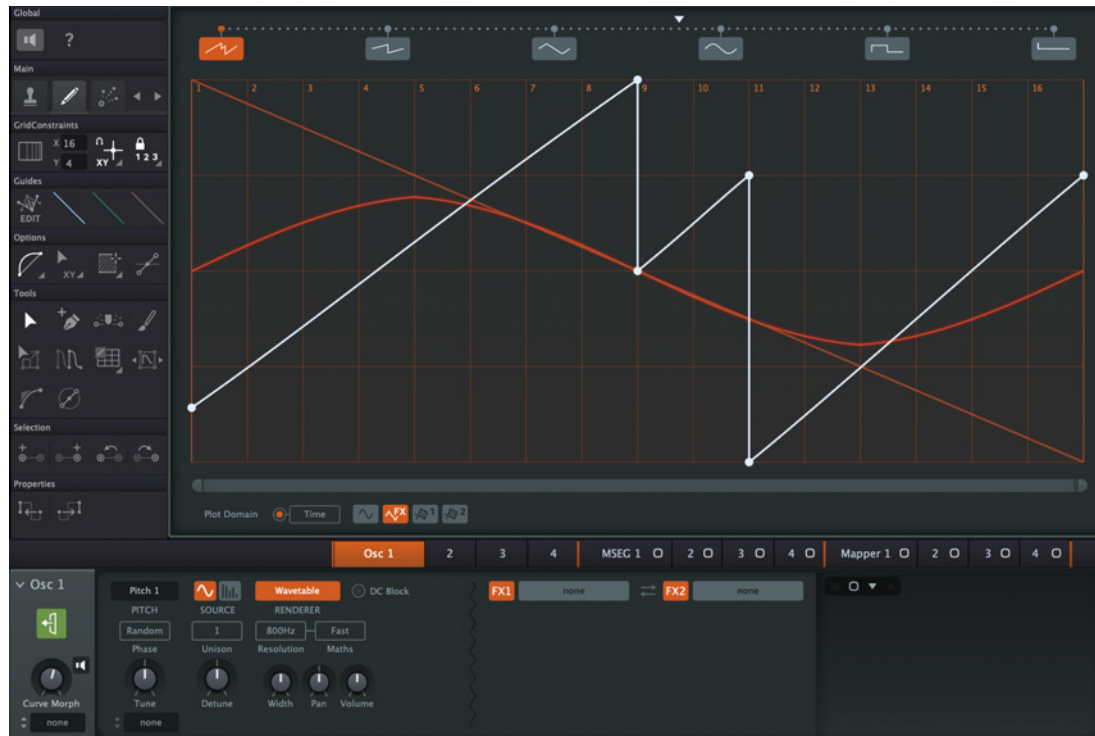 Global
?
Main
GridConstraints
X 16
Y 4
XY
1 2 3
Guides
EDIT
Options
XY
Tools
Selection
Properties
1 2 3 4 5 6 7 8 9 10 11 12 13 14 15 16
Plot Domain Time FX 1 2
Osc 1 2 3 4 MSEG 1 2 3 4 Mapper 1 2 3 4
Osc 1
Pitch 1 Wavetable DC Block FX1 none FX2 none M
PITCH SOURCE RENDERER
Random 1 800Hz Fast
Phase Unison Resolution Maths
Curve Morph Tune Detune Width Pan Volume
none none